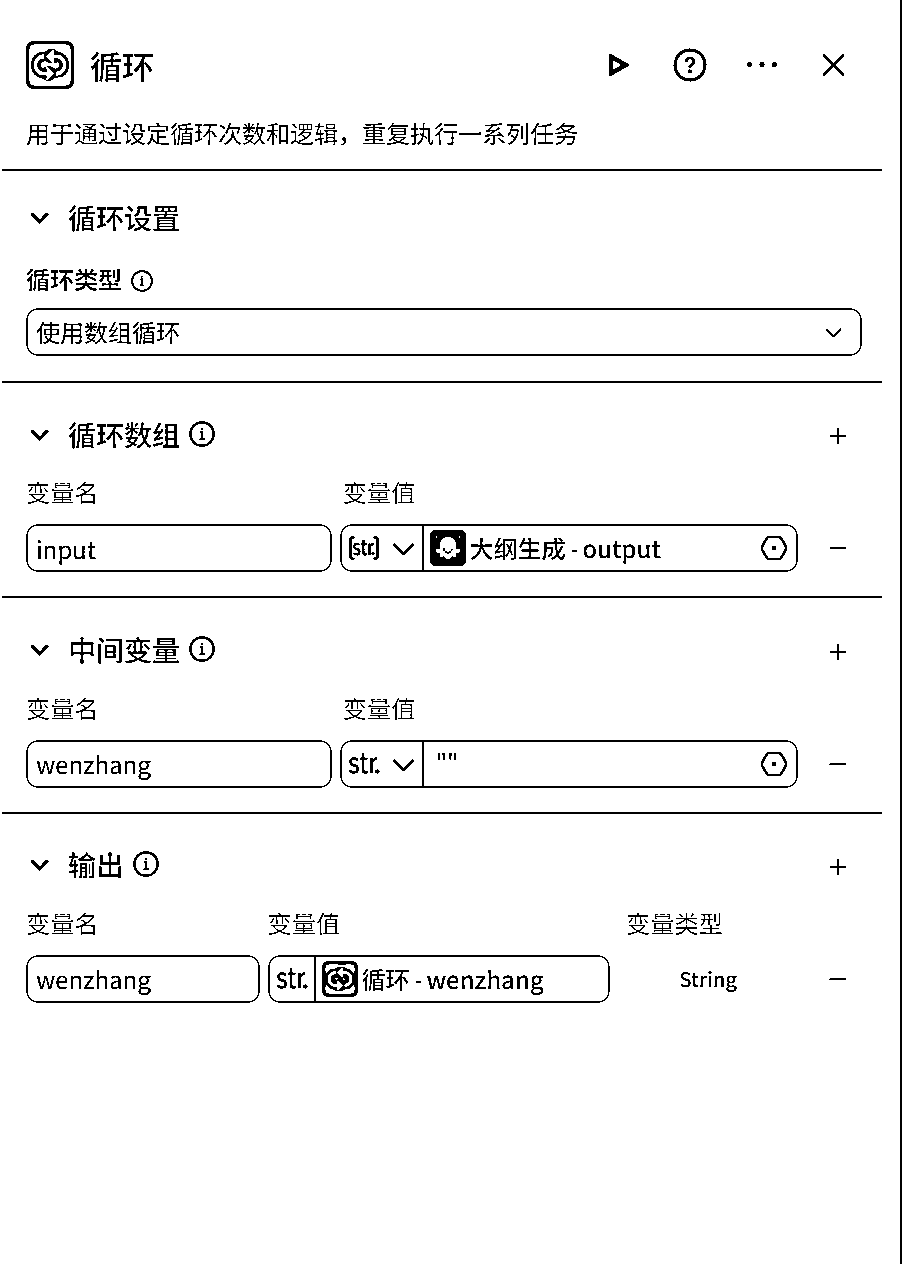 循环
用于通过设定循环次数和逻辑，重复执行一系列任务
循环设置
循环类型
使用数组循环
循环数组
变量名 变量值
input [str.] 大纲生成 - output
中间变量
变量名 变量值
wenzhang str. ""
输出
变量名 变量值 变量类型
wenzhang str. 循环 - wenzhang String